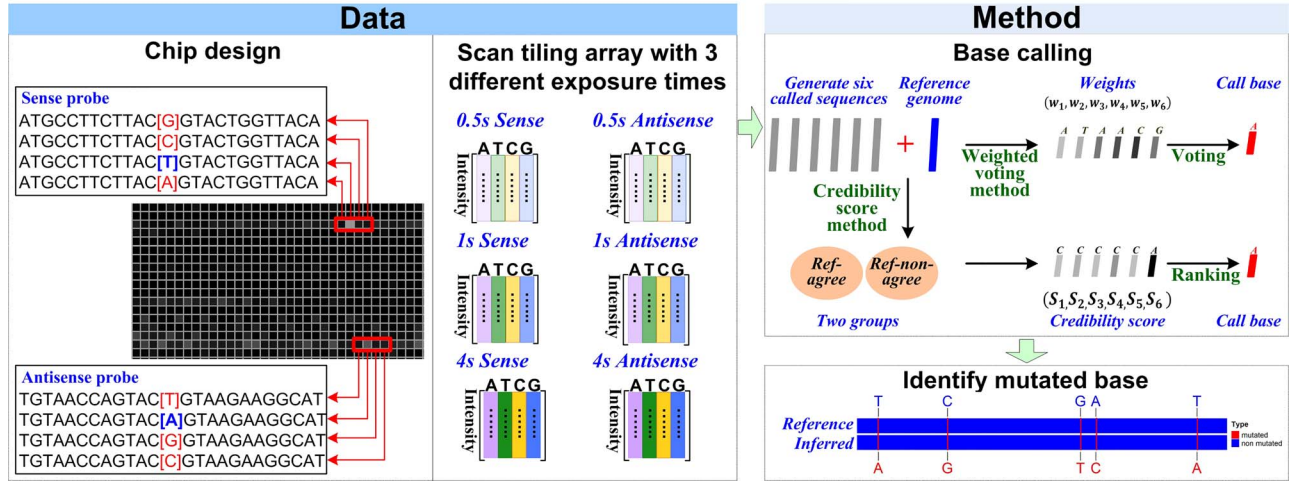 Data
Chip design
Sense probe
ATGCCTTCTTAC[G]GTACTGGTTACA
ATGCCTTCTTAC[C]GTACTGGTTACA
ATGCCTTCTTAC[T]GTACTGGTTACA
ATGCCTTCTTAC[A]GTACTGGTTACA
Antisense probe
TGTAACCAGTAC[T]GTAAGAAGGCAT
TGTAACCAGTAC[A]GTAAGAAGGCAT
TGTAACCAGTAC[G]GTAAGAAGGCAT
TGTAACCAGTAC[C]GTAAGAAGGCAT
Scan tiling array with 3
different exposure times
0.5s Sense
ATCG
Intensity
0.5s Antisense
ATCG
Intensity
1s Sense
ATCG
Intensity
1s Antisense
ATCG
Intensity
4s Sense
ATCG
Intensity
4s Antisense
ATCG
Intensity
Method
Base calling
Generate six
called sequences
+
Reference
genome
Weighted
voting
method
Weights
(w₁, w₂, w₃, w₄, w₅, w₆)
A T A A C G
Voting
Call base
A
Credibility
score
method
Ref-
agree
Ref-non-
agree
Two groups
C C C C C A
(S₁,S₂,S₃,S₄,S₅,S₆)
Credibility score
Ranking
A
Call base
Identify mutated base
T C G A T
Reference
Inferred
A G T C A
Type
mutated
non mutated